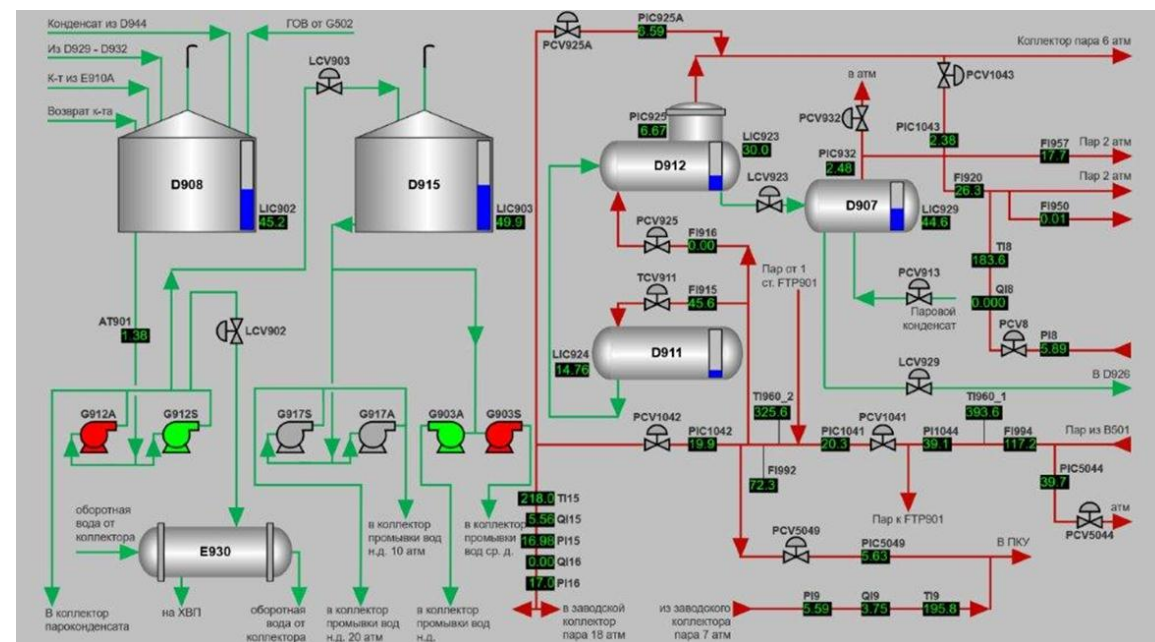 Конденсат из D944
ГОВ от G502
Из D929 - D932
К-т из E910A
Возврат к-та
LCV903
D908
LIC902
45.2
D915
LIC903
49.9
PCV925A
PIC925A
6.59
Коллектор пара 6 атм
PCV1043
в атм
PCV932
PIC1043
2.38
PIC925
6.67
LIC923
30.0
D912
LCV923
PIC932
2.48
D907
LIC929
44.6
FI957
17.7
Пар 2 атм
FI920
26.3
Пар 2 атм
FI950
0.01
PCV925
FI916
0.00
Пар от 1
ст. FTP901
TI8
183.6
QI8
0.000
PCV913
Паровой
конденсат
PCV8
PI8
5.89
TCV911
FI915
45.6
LIC924
14.76
D911
LCV929
В D926
AT901
1.38
LCV902
G912A
G912S
G917S
G917A
G903A
G903S
PCV1042
PIC1042
19.9
TI960_2
325.6
FI992
72.3
PIC1041
20.3
PCV1041
PI1044
39.1
TI960_1
393.6
FI994
117.2
Пар из B501
PIC5044
39.7
атм
PCV5044
Пар к FTP901
PCV5049
PIC5049
5.63
В ПКУ
218.0 TI15
5.56 QI15
16.98 PI15
0.00 QI16
17.0 PI16
в заводской
коллектор
пара 18 атм
из заводского
коллектора
пара 7 атм
PI9
5.59
QI9
3.75
TI9
195.8
оборотная
вода от
коллектора
E930
В коллектор
пароконденсата
на ХВП
оборотная
вода от
коллектора
в коллектор
промывки вод
н.д. 20 атм
в коллектор
промывки вод
н.д. 10 атм
в коллектор
промывки вод
н.д.
в коллектор
промывки
вод ср. д.